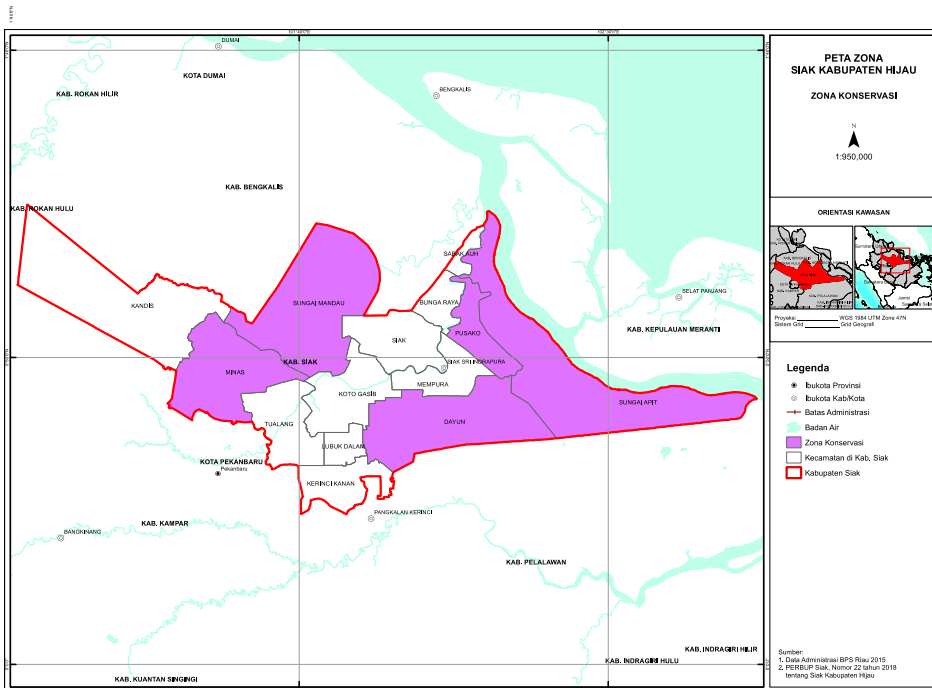 PETA ZONA
SIAK KABUPATEN HIJAU
ZONA KONSERVASI
N
1:950,000
ORIENTASI KAWASAN
Proyeksi WGS 1984 UTM Zone 47N
Sistem Grid Grid Geografi
Legenda
Ibukota Provinsi
Ibukota Kab/Kota
Batas Administrasi
Badan Air
Zona Konservasi
Kecamatan di Kab. Siak
Kabupaten Siak
Sumber:
1. Data Administrasi BPS Riau 2015
2. PERBUP Siak, Nomor 22 tahun 2018
tentang Siak Kabupaten Hijau
DUMAI
KOTA DUMAI
KAB. ROKAN HILIR
BENGKALIS
KAB. BENGKALIS
KAB. ROKAN HULU
SABAK AUH
KANDIS
SUNGAI MANDAU
BUNGA RAYA
SELAT PANJANG
KAB. KEPULAUAN MERANTI
PUSAKO
SIAK
KAB. SIAK
SIAK SRI INDRAPURA
MINAS
MEMPURA
KOTO GASIB
SUNGAI APIT
TUALANG
DAYUN
LUBUK DALAM
KOTA PEKANBARU
Pekanbaru
KERINCI KANAN
PANGKALAN KERINCI
KAB. KAMPAR
BANGKINANG
KAB. PELALAWAN
KAB. INDRAGIRI HILIR
KAB. INDRAGIRI HULU
KAB. KUANTAN SINGINGI